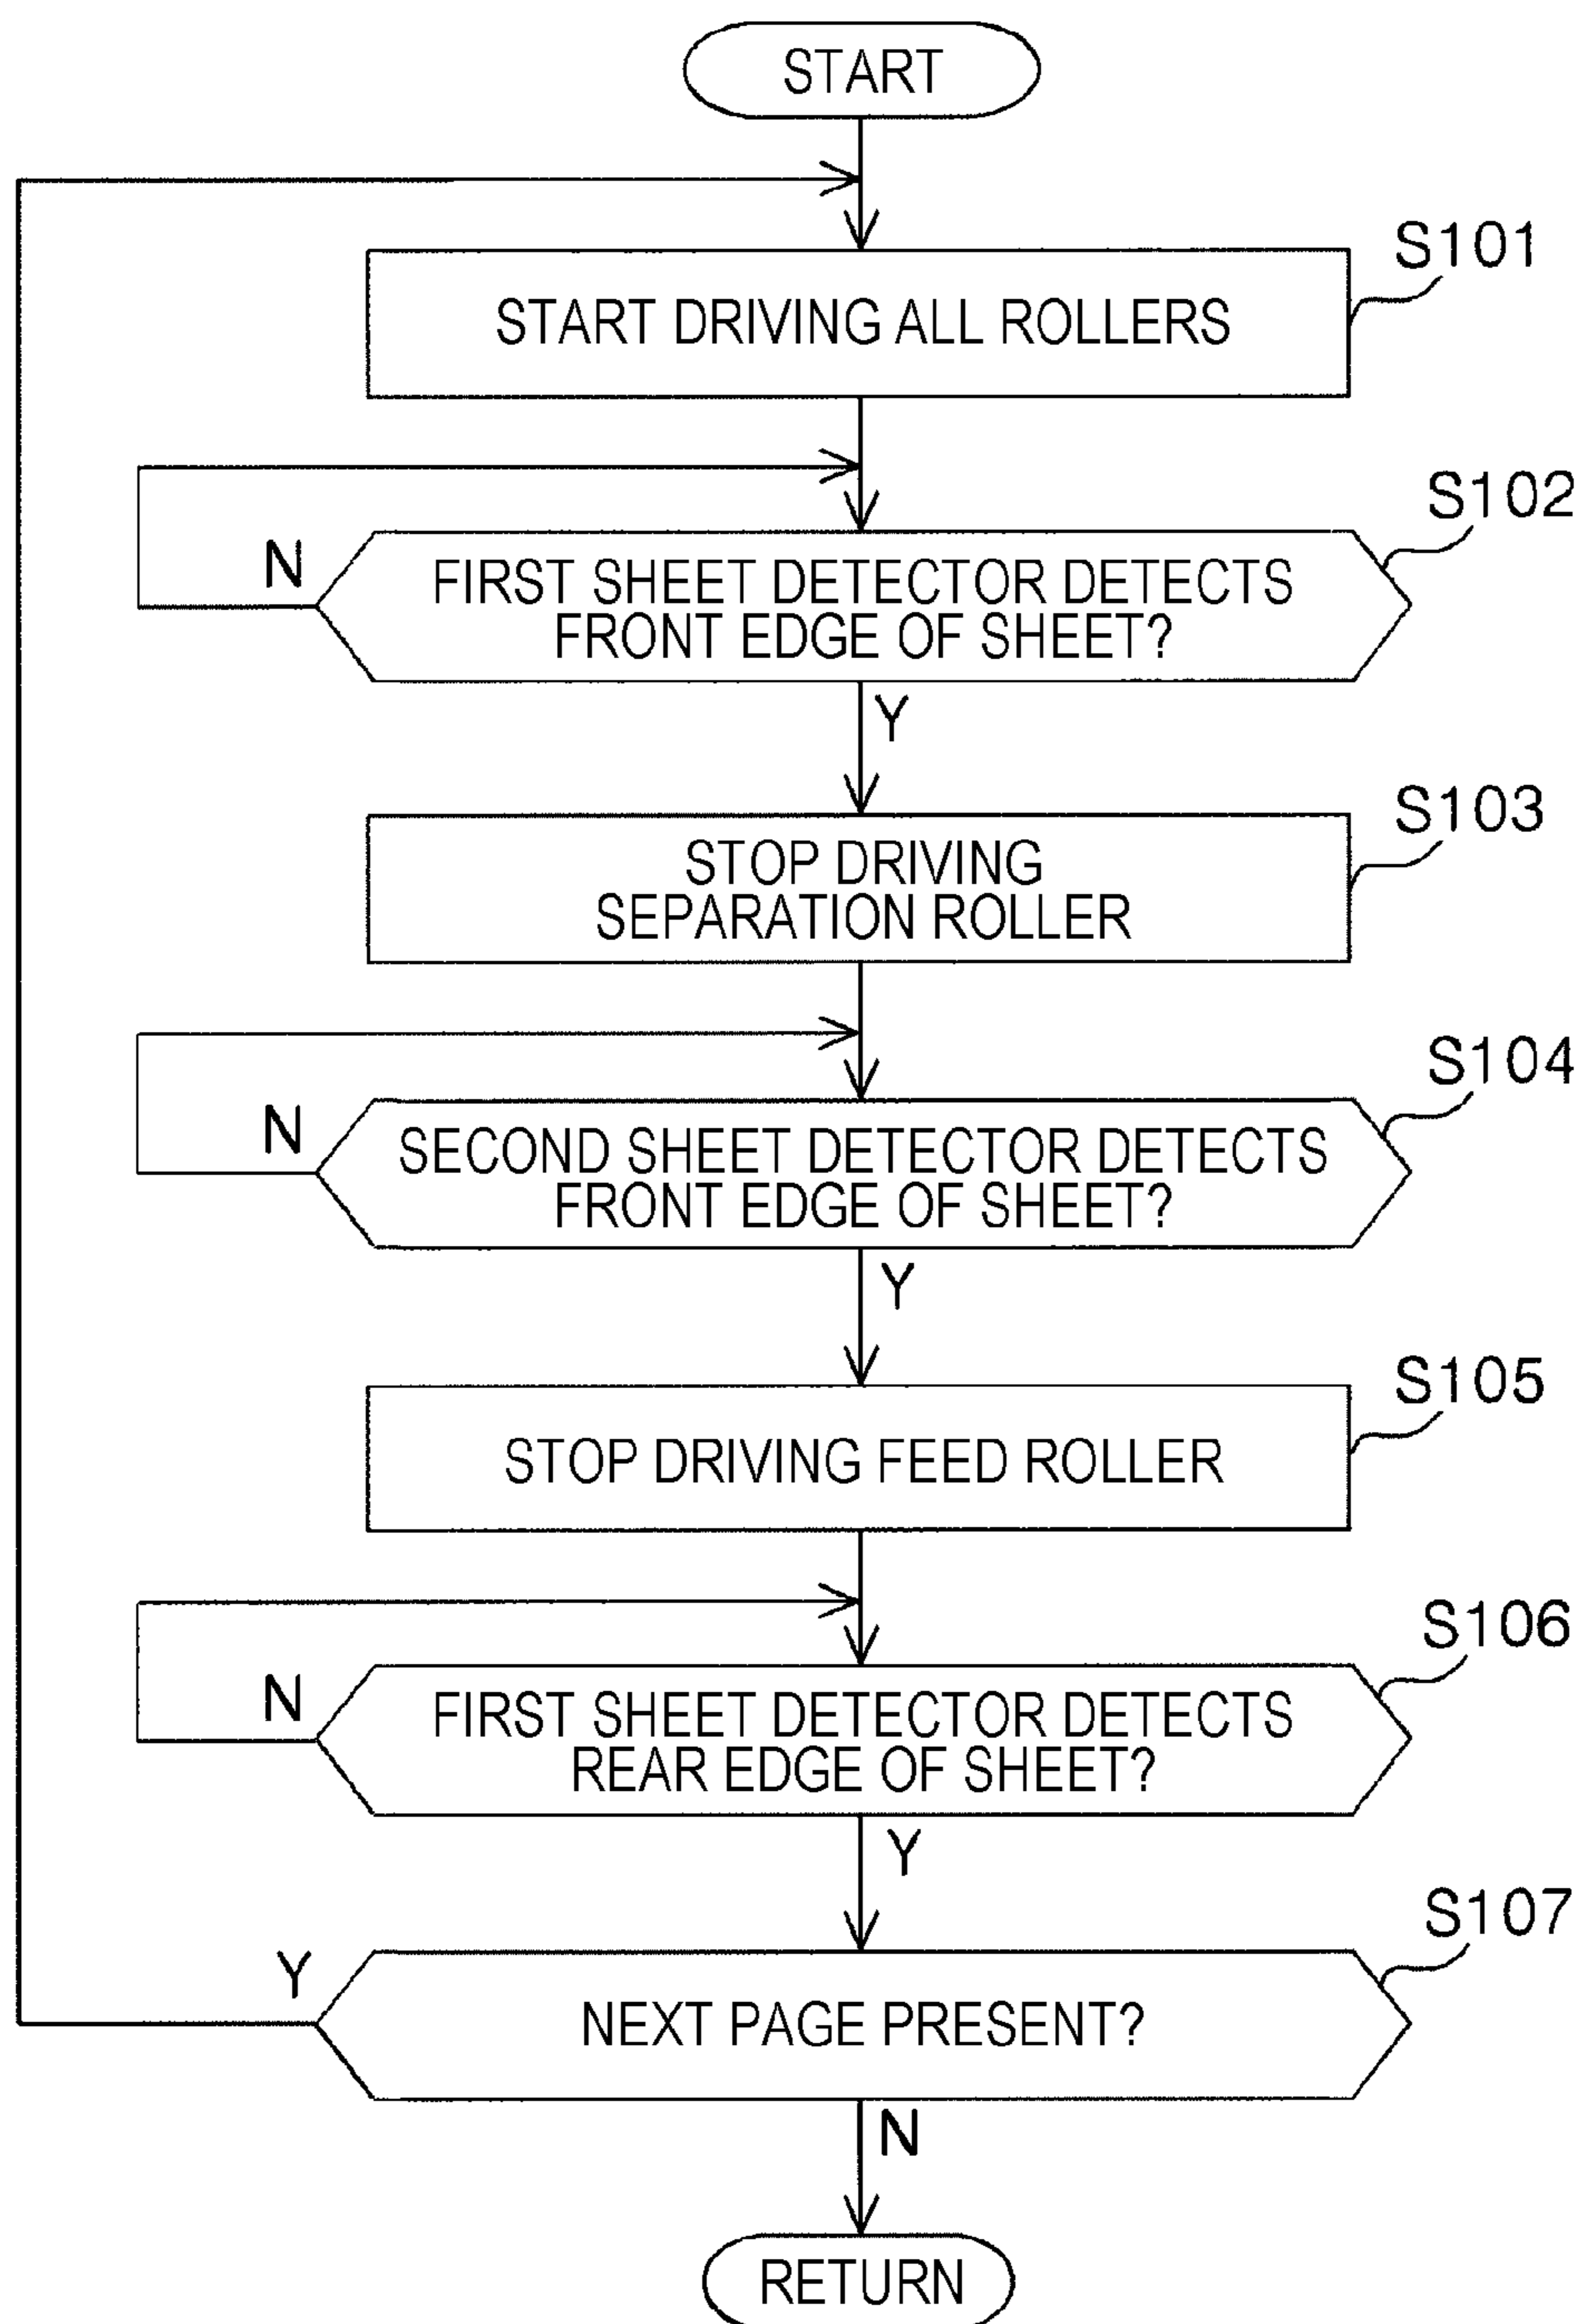 START
START DRIVING ALL ROLLERS
S101
FIRST SHEET DETECTOR DETECTS
FRONT EDGE OF SHEET?
S102
N
Y
STOP DRIVING
SEPARATION ROLLER
S103
SECOND SHEET DETECTOR DETECTS
FRONT EDGE OF SHEET?
S104
N
Y
STOP DRIVING FEED ROLLER
S105
FIRST SHEET DETECTOR DETECTS
REAR EDGE OF SHEET?
S106
N
Y
NEXT PAGE PRESENT?
S107
Y
N
RETURN